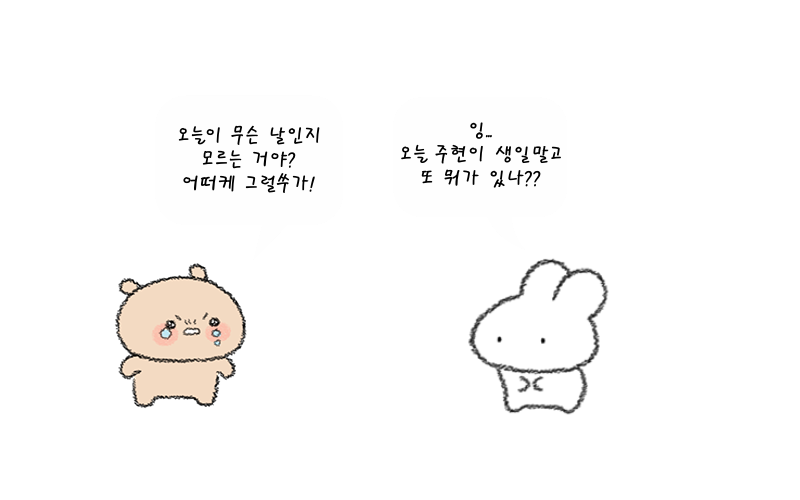 오늘이 무슨 날인지
모르는 거야?
어떠케 그럴쑤가!
잉...
오늘 주현이 생일말고
또 뭐가 있나??